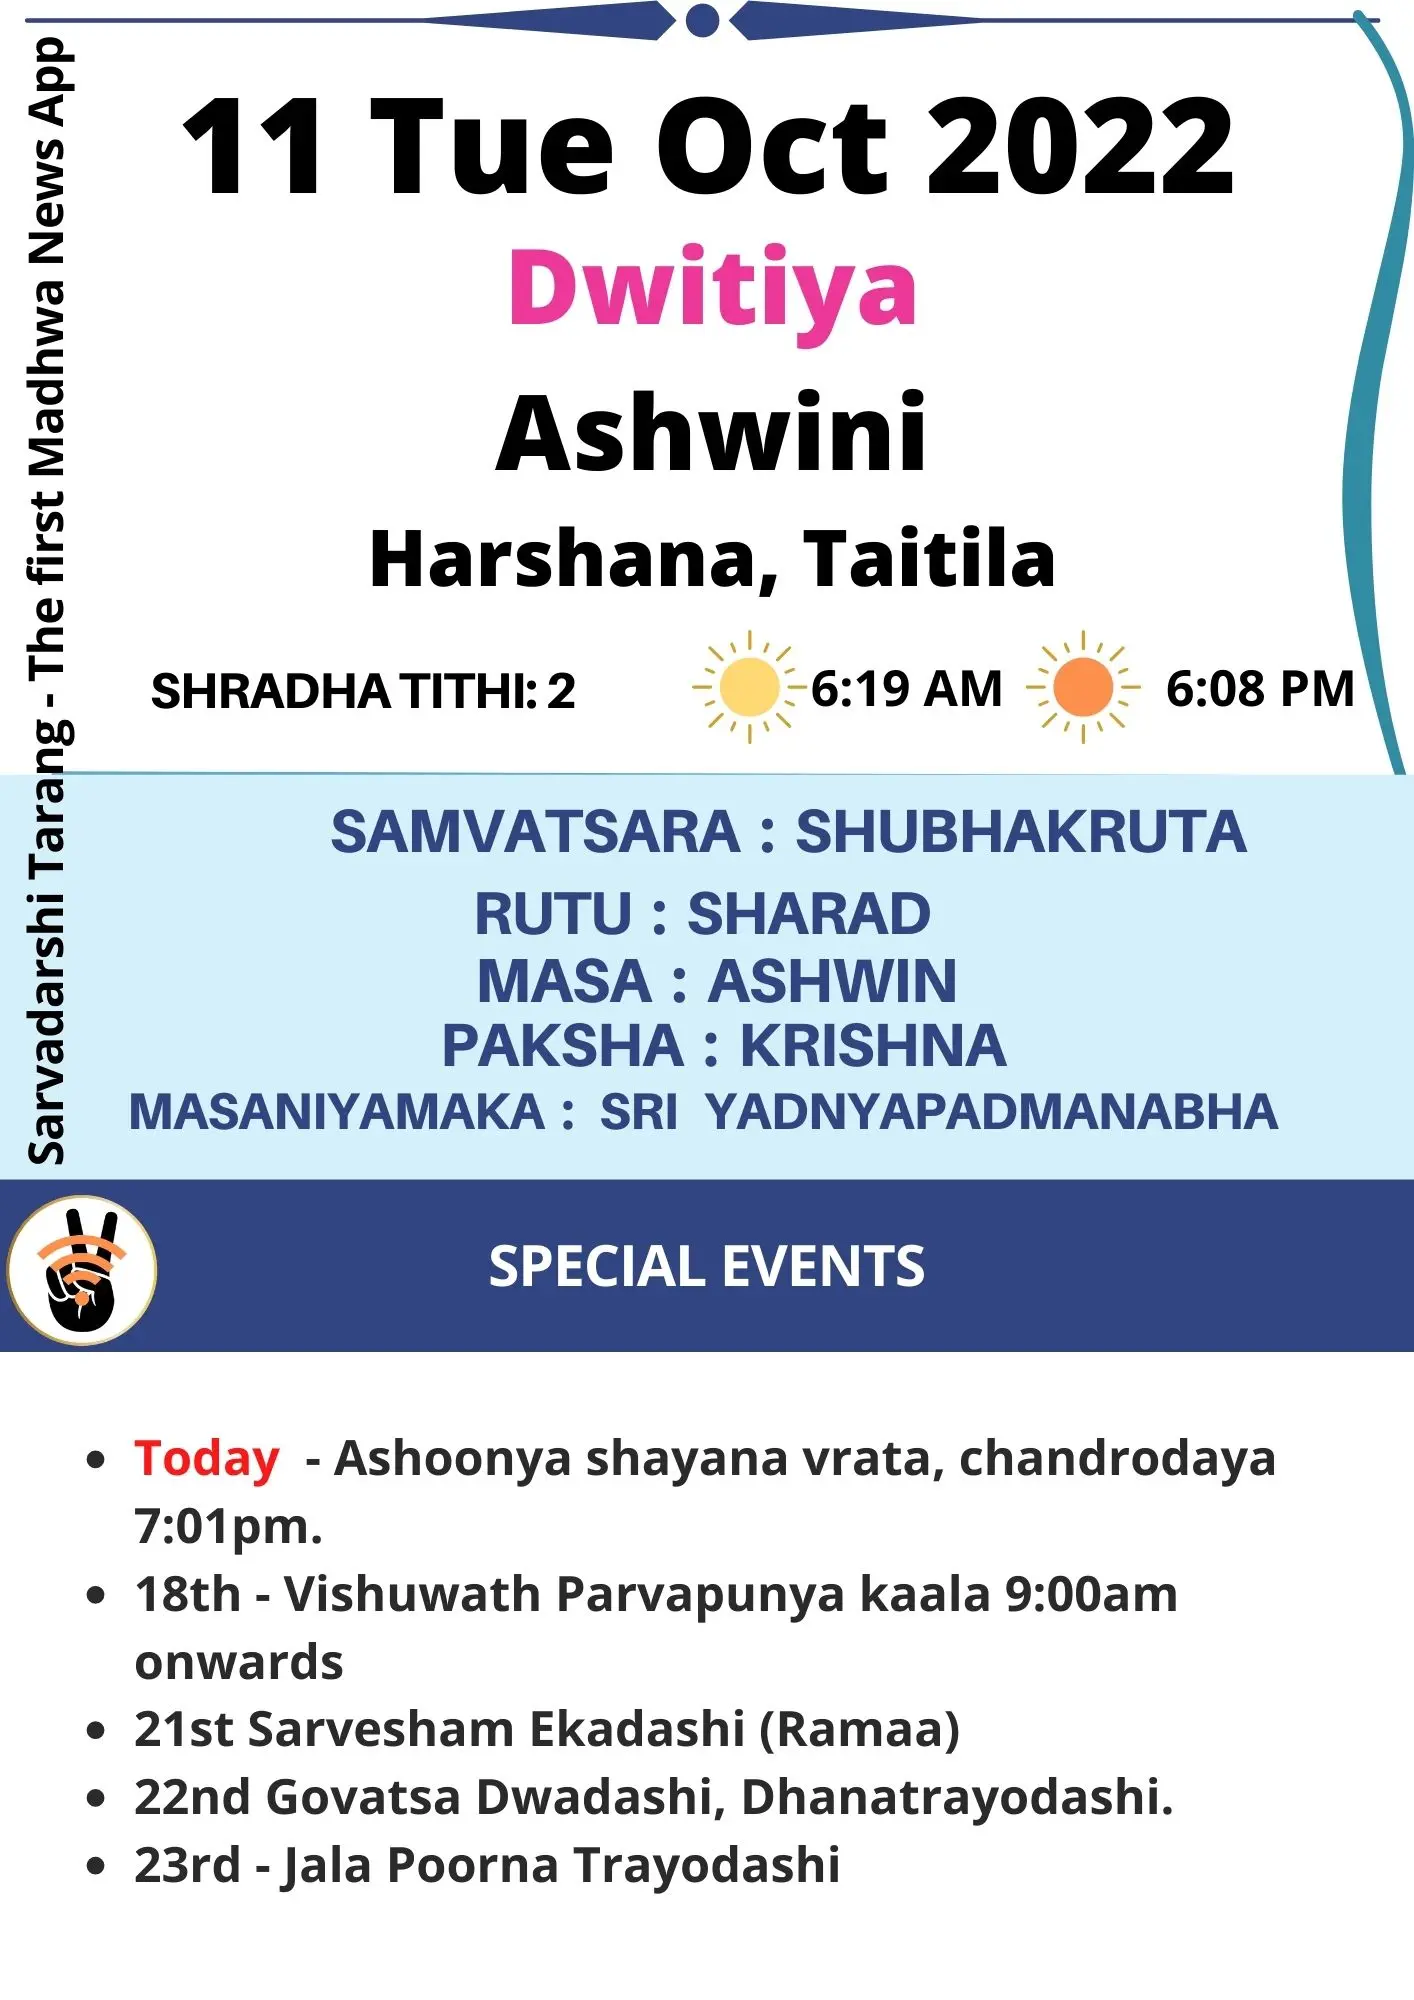 Sarvadarshi Tarang - The first Madhwa News App
11 Tue Oct 2022
Dwitiya
Ashwini
Harshana, Taitila
SHRADHA TITHI: 2 6:19 AM 6:08 PM
SAMVATSARA : SHUBHAKRUTA
RUTU : SHARAD
MASA : ASHWIN
PAKSHA : KRISHNA
MASANIYAMAKA : SRI YADNYAPADMANABHA
SPECIAL EVENTS
• Today - Ashoonya shayana vrata, chandrodaya
7:01pm.
• 18th - Vishuwath Parvapunya kaala 9:00am
onwards
• 21st Sarvesham Ekadashi (Ramaa)
• 22nd Govatsa Dwadashi, Dhanatrayodashi.
• 23rd - Jala Poorna Trayodashi